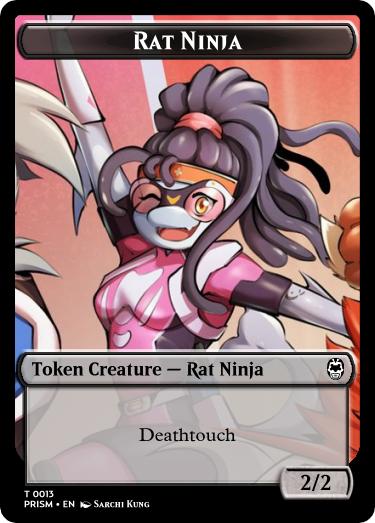 Rat Ninja
Token Creature — Rat Ninja
Deathtouch
2/2
T 0013
PRISM • EN Sarchi Kung